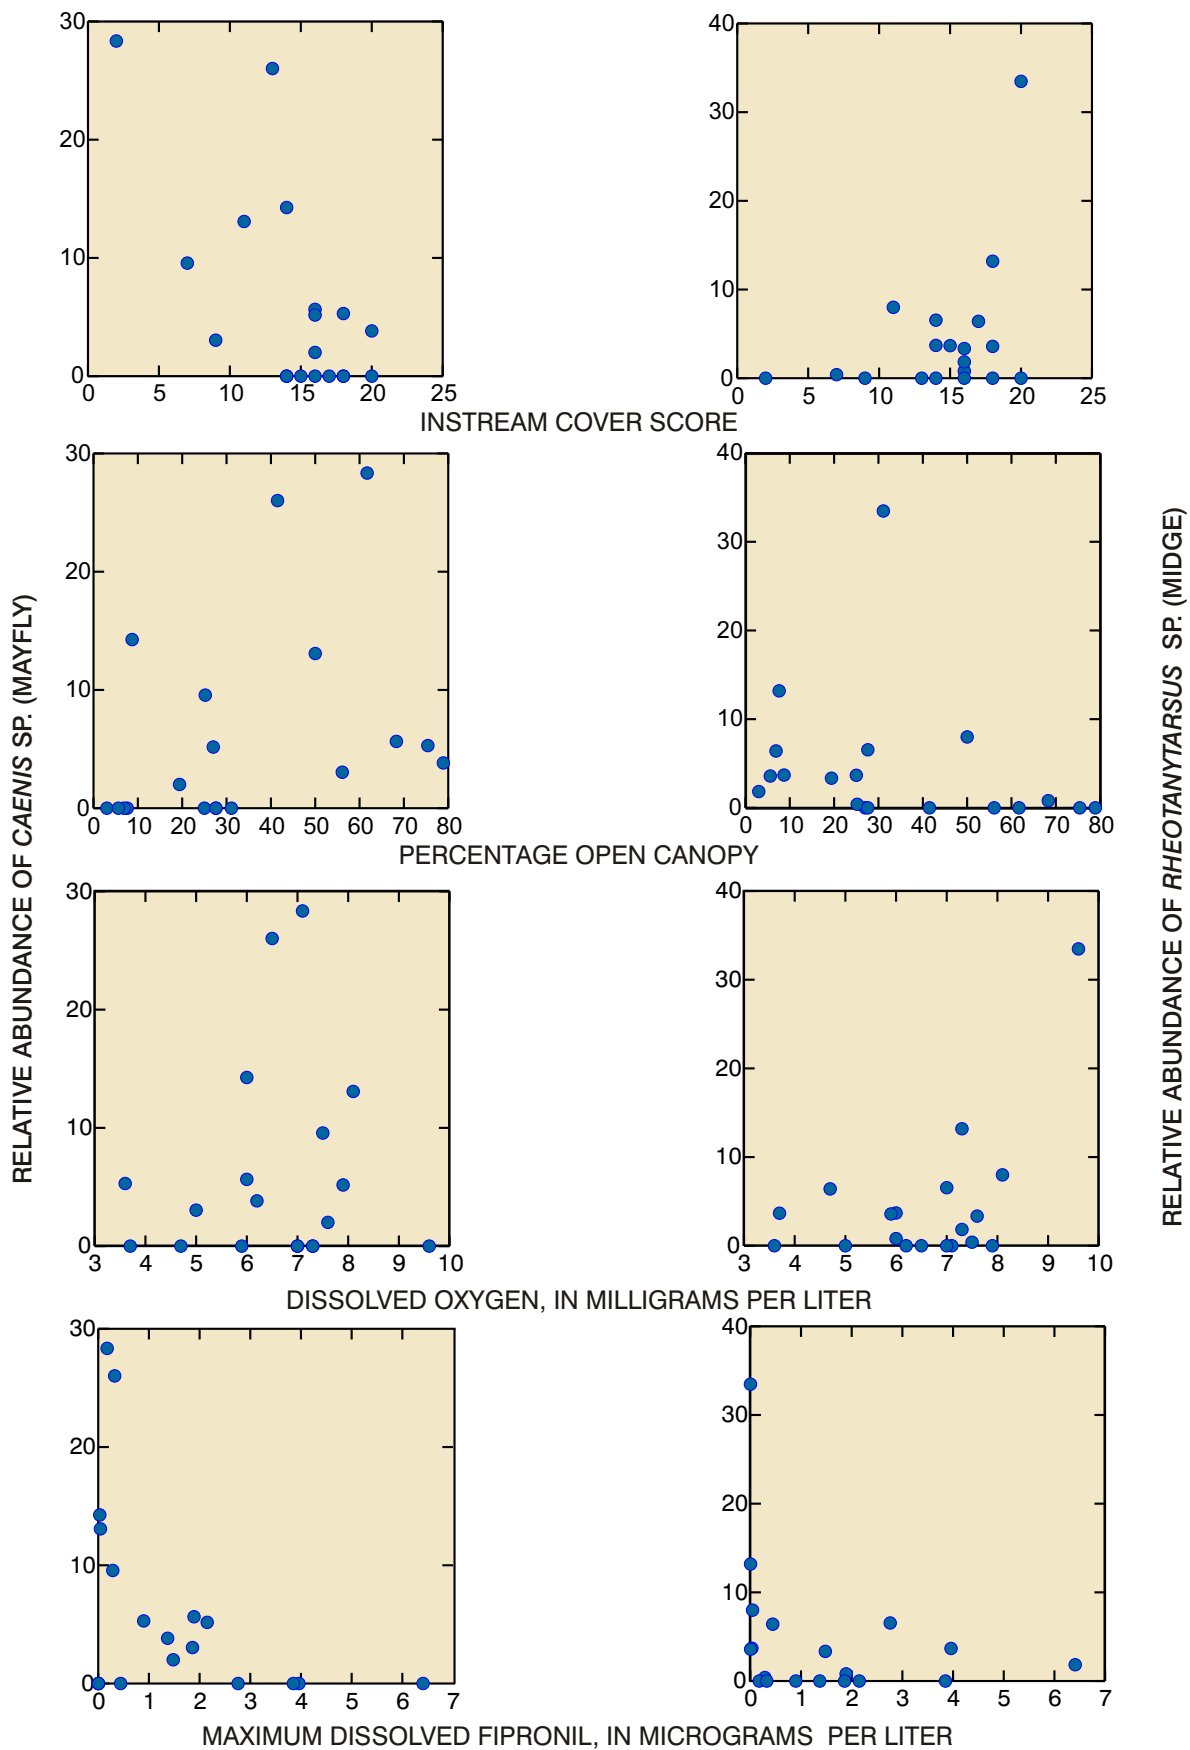 30
20
10
0
0 5 10 15 20 25
40
30
20
10
0
0 5 10 15 20 25
INSTREAM COVER SCORE
30
20
10
0
0 10 20 30 40 50 60 70 80
40
30
20
10
0
0 10 20 30 40 50 60 70 80
PERCENTAGE OPEN CANOPY
RELATIVE ABUNDANCE OF CAENIS SP. (MAYFLY)
RELATIVE ABUNDANCE OF RHEOTANYTARSUS SP. (MIDGE)
30
20
10
0
3 4 5 6 7 8 9 10
40
30
20
10
0
3 4 5 6 7 8 9 10
DISSOLVED OXYGEN, IN MILLIGRAMS PER LITER
30
20
10
0
0 1 2 3 4 5 6 7
40
30
20
10
0
0 1 2 3 4 5 6 7
MAXIMUM DISSOLVED FIPRONIL, IN MICROGRAMS PER LITER